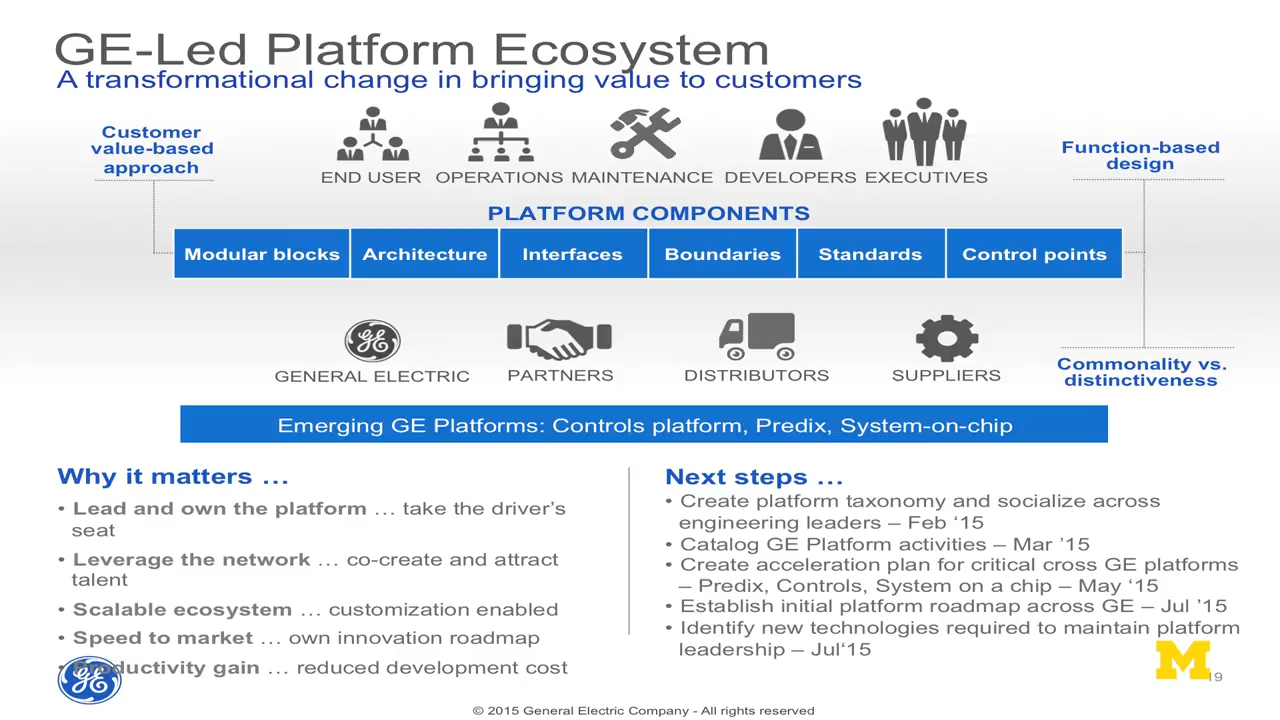 GE-Led Platform Ecosystem
A transformational change in bringing value to customers
Customer
value-based
approach
END USER OPERATIONS MAINTENANCE DEVELOPERS EXECUTIVES
Function-based
design
PLATFORM COMPONENTS
Modular blocks Architecture Interfaces Boundaries Standards Control points
GE
GENERAL ELECTRIC PARTNERS DISTRIBUTORS SUPPLIERS
Commonality vs.
distinctiveness
Emerging GE Platforms: Controls platform, Predix, System-on-chip
Why it matters …
• Lead and own the platform … take the driver’s
seat
• Leverage the network … co-create and attract
talent
• Scalable ecosystem … customization enabled
• Speed to market … own innovation roadmap
• Productivity gain … reduced development cost
Next steps …
• Create platform taxonomy and socialize across
engineering leaders – Feb ‘15
• Catalog GE Platform activities – Mar ’15
• Create acceleration plan for critical cross GE platforms
– Predix, Controls, System on a chip – May ‘15
• Establish initial platform roadmap across GE – Jul ’15
• Identify new technologies required to maintain platform
leadership – Jul‘15
GE
M
19
© 2015 General Electric Company - All rights reserved